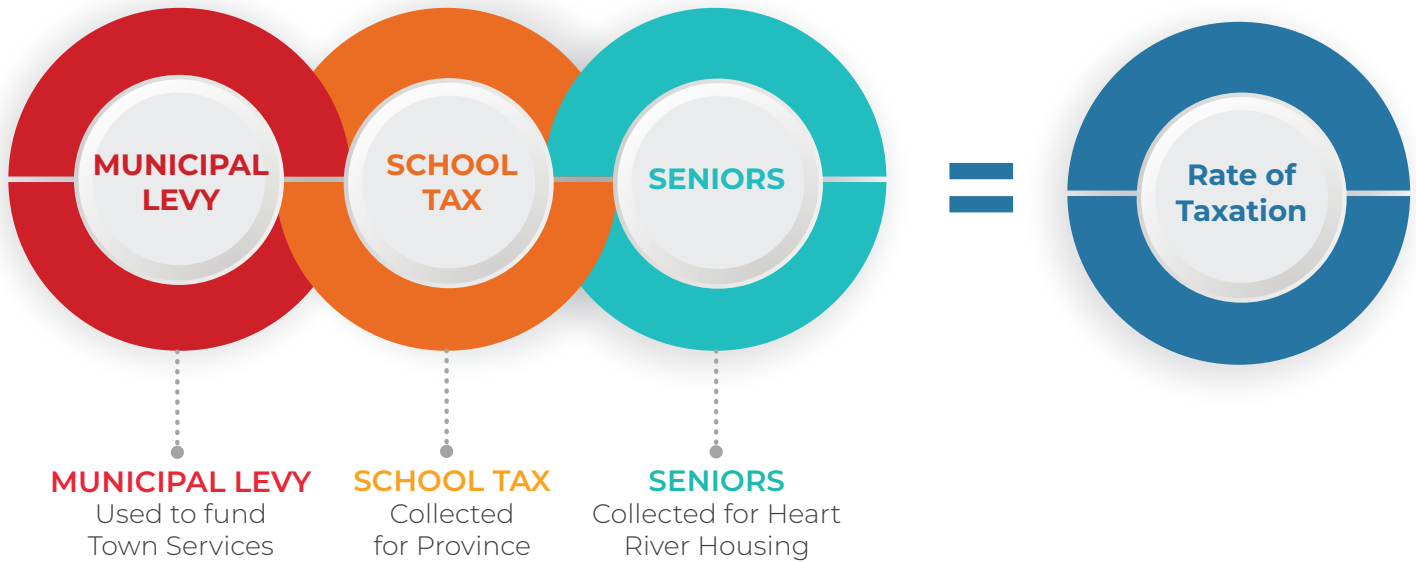 MUNICIPAL
LEVY
SCHOOL
TAX
SENIORS
=
Rate of
Taxation
MUNICIPAL LEVY
Used to fund
Town Services
SCHOOL TAX
Collected
for Province
SENIORS
Collected for Heart
River Housing